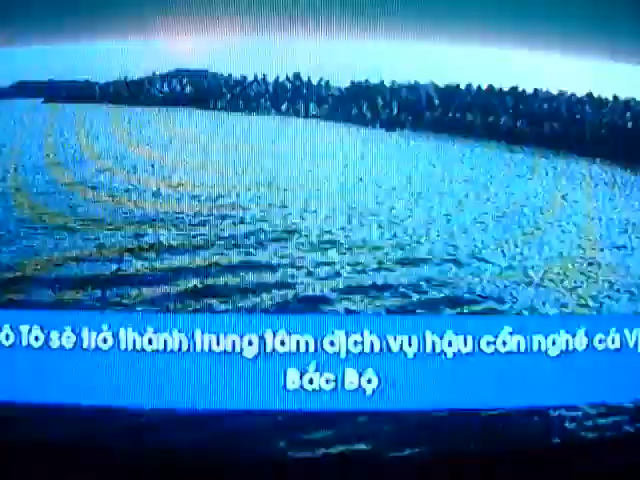 ô Tô sẽ trở thành trung tâm dịch vụ hậu cần nghề cá V
Bắc Bộ